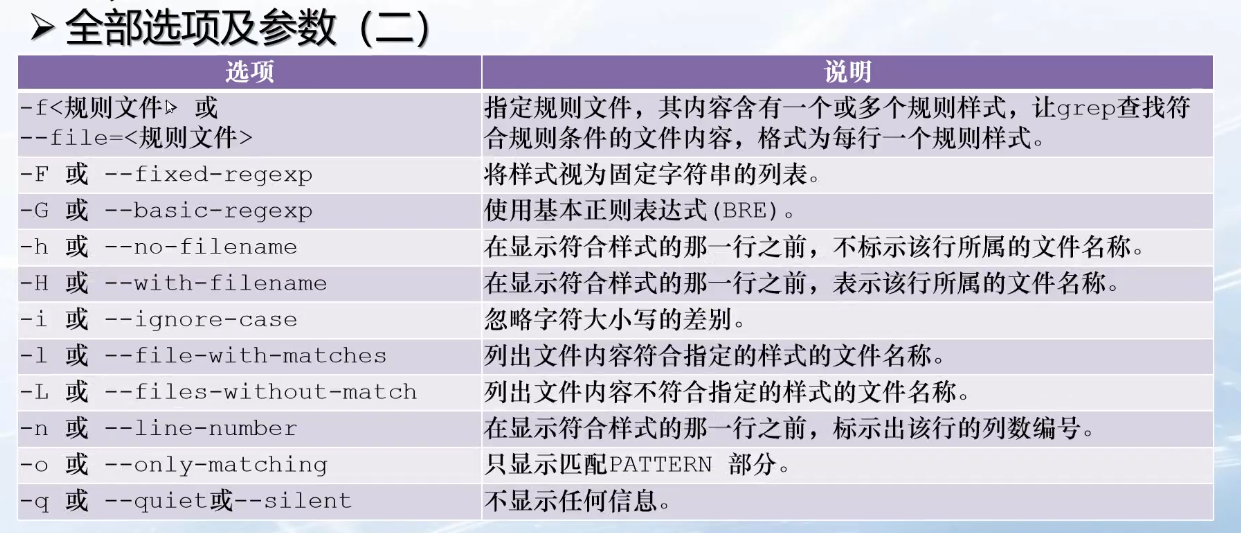 ➢ 全部选项及参数（二）
选项 说明
-f<规则文件> 或 指定规则文件，其内容含有一个或多个规则样式，让grep查找符
--file=<规则文件> 合规则条件的文件内容，格式为每行一个规则样式。
-F 或 --fixed-regexp 将样式视为固定字符串的列表。
-G 或 --basic-regexp 使用基本正则表达式(BRE)。
-h 或 --no-filename 在显示符合样式的那一行之前，不标示该行所属的文件名称。
-H 或 --with-filename 在显示符合样式的那一行之前，表示该行所属的文件名称。
-i 或 --ignore-case 忽略字符大小写的差别。
-l 或 --file-with-matches 列出文件内容符合指定的样式的文件名称。
-L 或 --files-without-match 列出文件内容不符合指定的样式的文件名称。
-n 或 --line-number 在显示符合样式的那一行之前，标示出该行的列数编号。
-o 或 --only-matching 只显示匹配PATTERN 部分。
-q 或 --quiet或--silent 不显示任何信息。